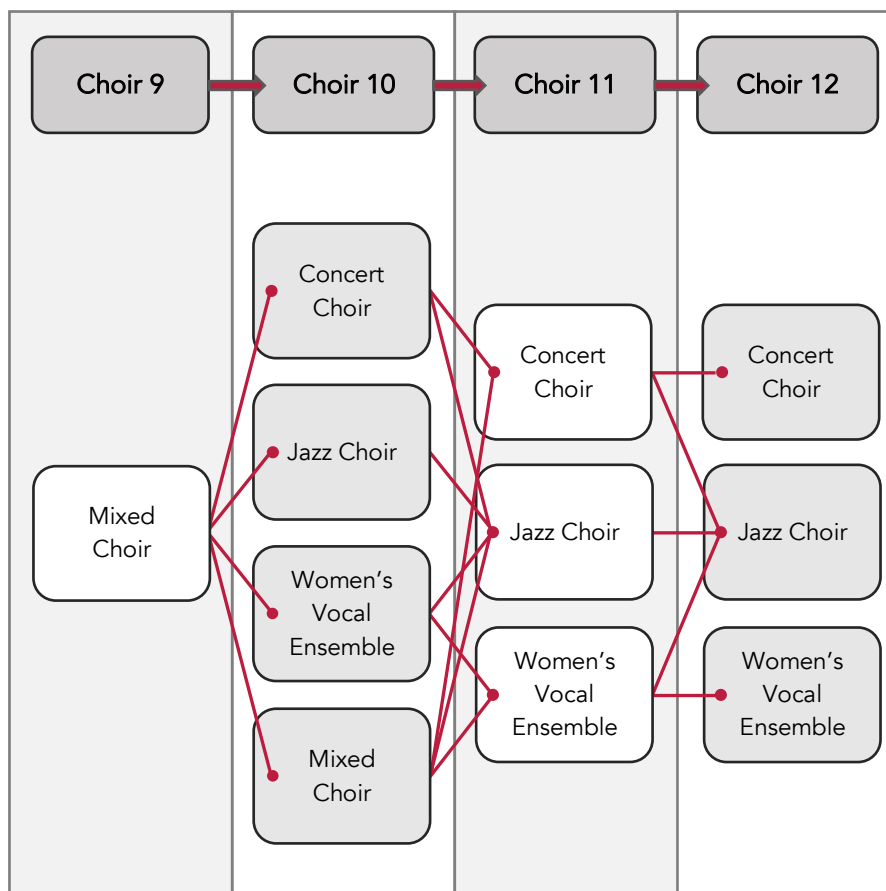 Choir 9
Choir 10
Choir 11
Choir 12
Mixed
Choir
Concert
Choir
Jazz Choir
Women's
Vocal
Ensemble
Mixed
Choir
Concert
Choir
Jazz Choir
Women's
Vocal
Ensemble
Concert
Choir
Jazz Choir
Women's
Vocal
Ensemble